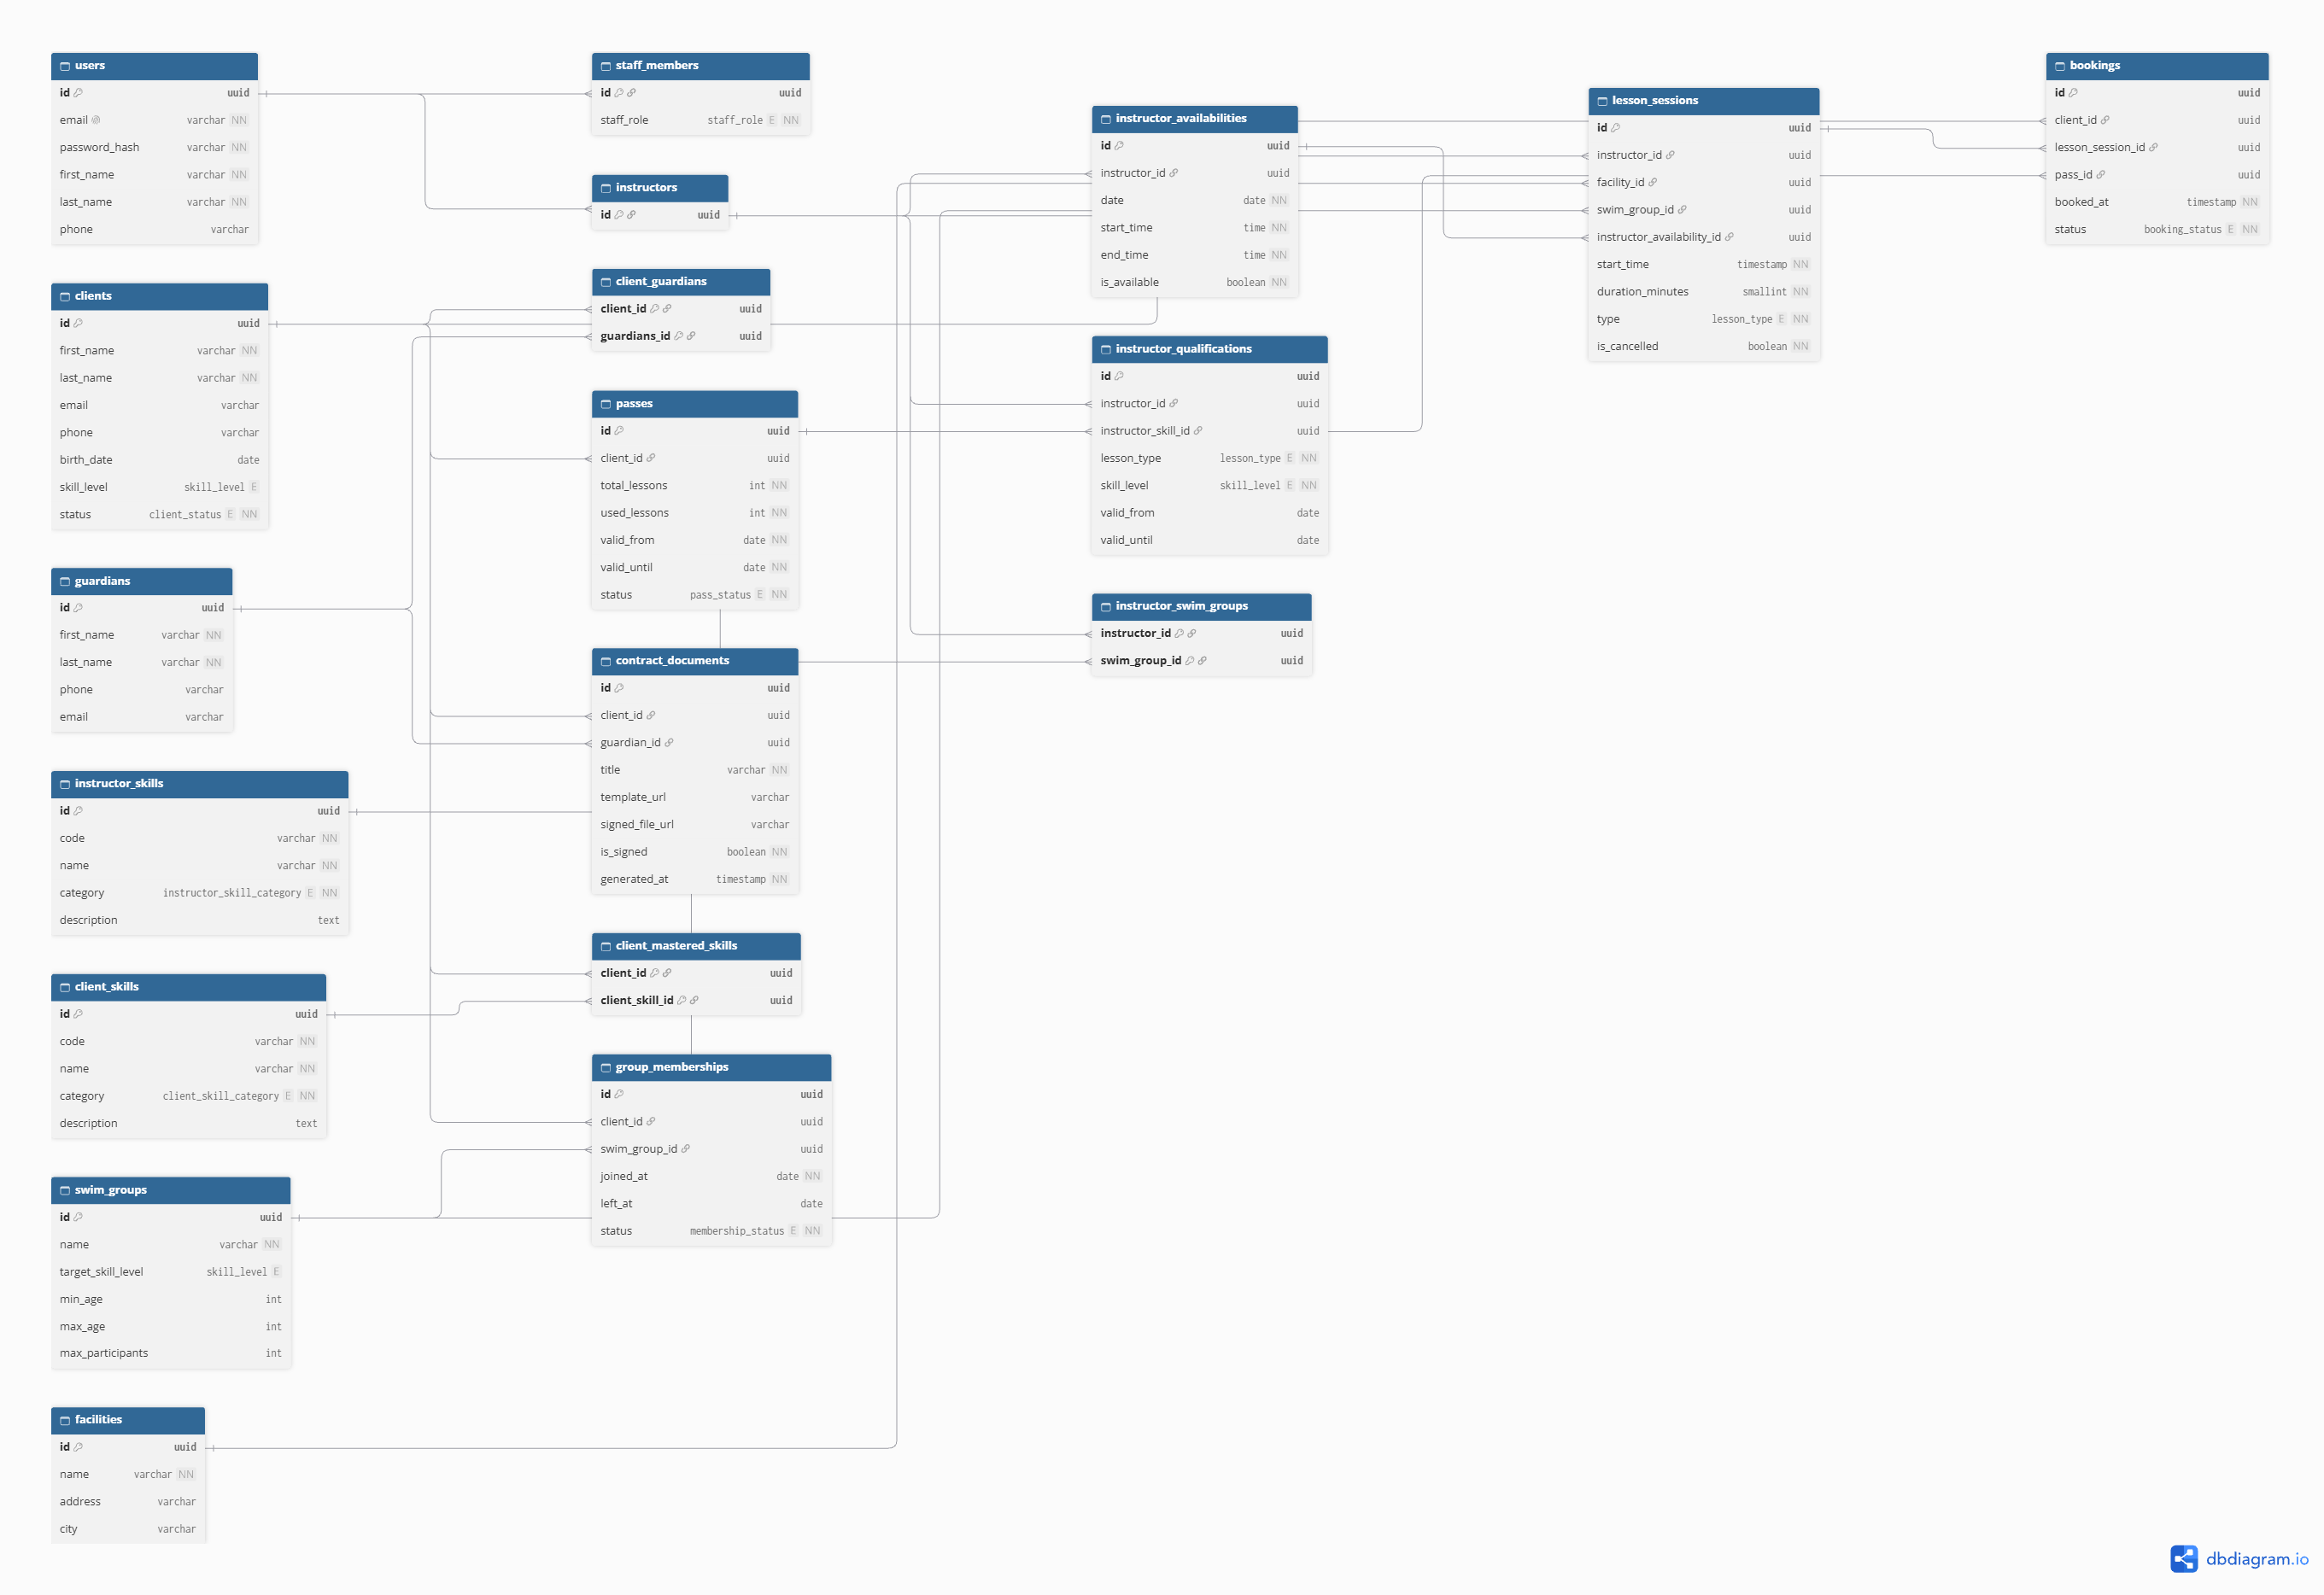 users
id uuid
email varchar NN
password_hash varchar NN
first_name varchar NN
last_name varchar NN
phone varchar
clients
id uuid
first_name varchar NN
last_name varchar NN
email varchar
phone varchar
birth_date date
skill_level skill_level E
status client_status E NN
guardians
id uuid
first_name varchar NN
last_name varchar NN
phone varchar
email varchar
instructor_skills
id uuid
code varchar NN
name varchar NN
category instructor_skill_category E NN
description text
client_skills
id uuid
code varchar NN
name varchar NN
category client_skill_category E NN
description text
swim_groups
id uuid
name varchar NN
target_skill_level skill_level E
min_age int
max_age int
max_participants int
facilities
id uuid
name varchar NN
address varchar
city varchar
staff_members
id uuid
staff_role staff_role E NN
instructors
id uuid
client_guardians
client_id uuid
guardians_id uuid
passes
id uuid
client_id uuid
total_lessons int NN
used_lessons int NN
valid_from date NN
valid_until date NN
status pass_status E NN
contract_documents
id uuid
client_id uuid
guardian_id uuid
title varchar NN
template_url varchar
signed_file_url varchar
is_signed boolean NN
generated_at timestamp NN
client_mastered_skills
client_id uuid
client_skill_id uuid
group_memberships
id uuid
client_id uuid
swim_group_id uuid
joined_at date NN
left_at date
status membership_status E NN
instructor_availabilities
id uuid
instructor_id uuid
date date NN
start_time time NN
end_time time NN
is_available boolean NN
instructor_qualifications
id uuid
instructor_id uuid
instructor_skill_id uuid
lesson_type lesson_type E NN
skill_level skill_level E NN
valid_from date
valid_until date
instructor_swim_groups
instructor_id uuid
swim_group_id uuid
lesson_sessions
id uuid
instructor_id uuid
facility_id uuid
swim_group_id uuid
instructor_availability_id uuid
start_time timestamp NN
duration_minutes smallint NN
type lesson_type E NN
is_cancelled boolean NN
bookings
id uuid
client_id uuid
lesson_session_id uuid
pass_id uuid
booked_at timestamp NN
status booking_status E NN
dbdiagram.io